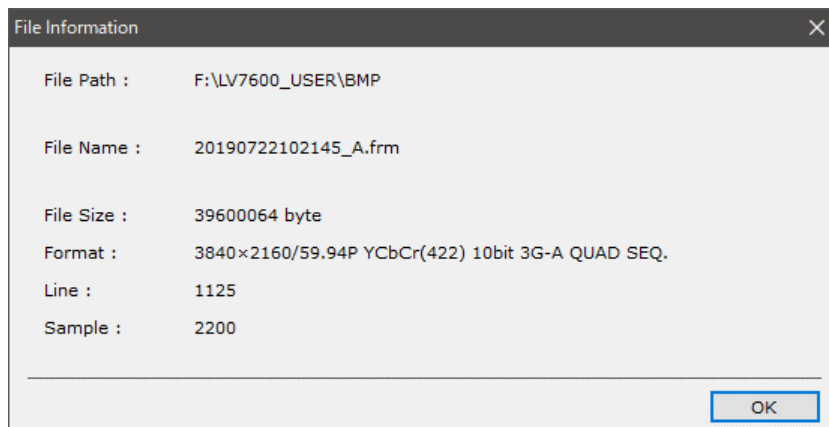 File Information
File Path : F:\LV7600_USER\BMP
File Name : 20190722102145_A.frm
File Size : 39600064 byte
Format : 3840×2160/59.94P YCbCr(422) 10bit 3G-A QUAD SEQ.
Line : 1125
Sample : 2200
OK